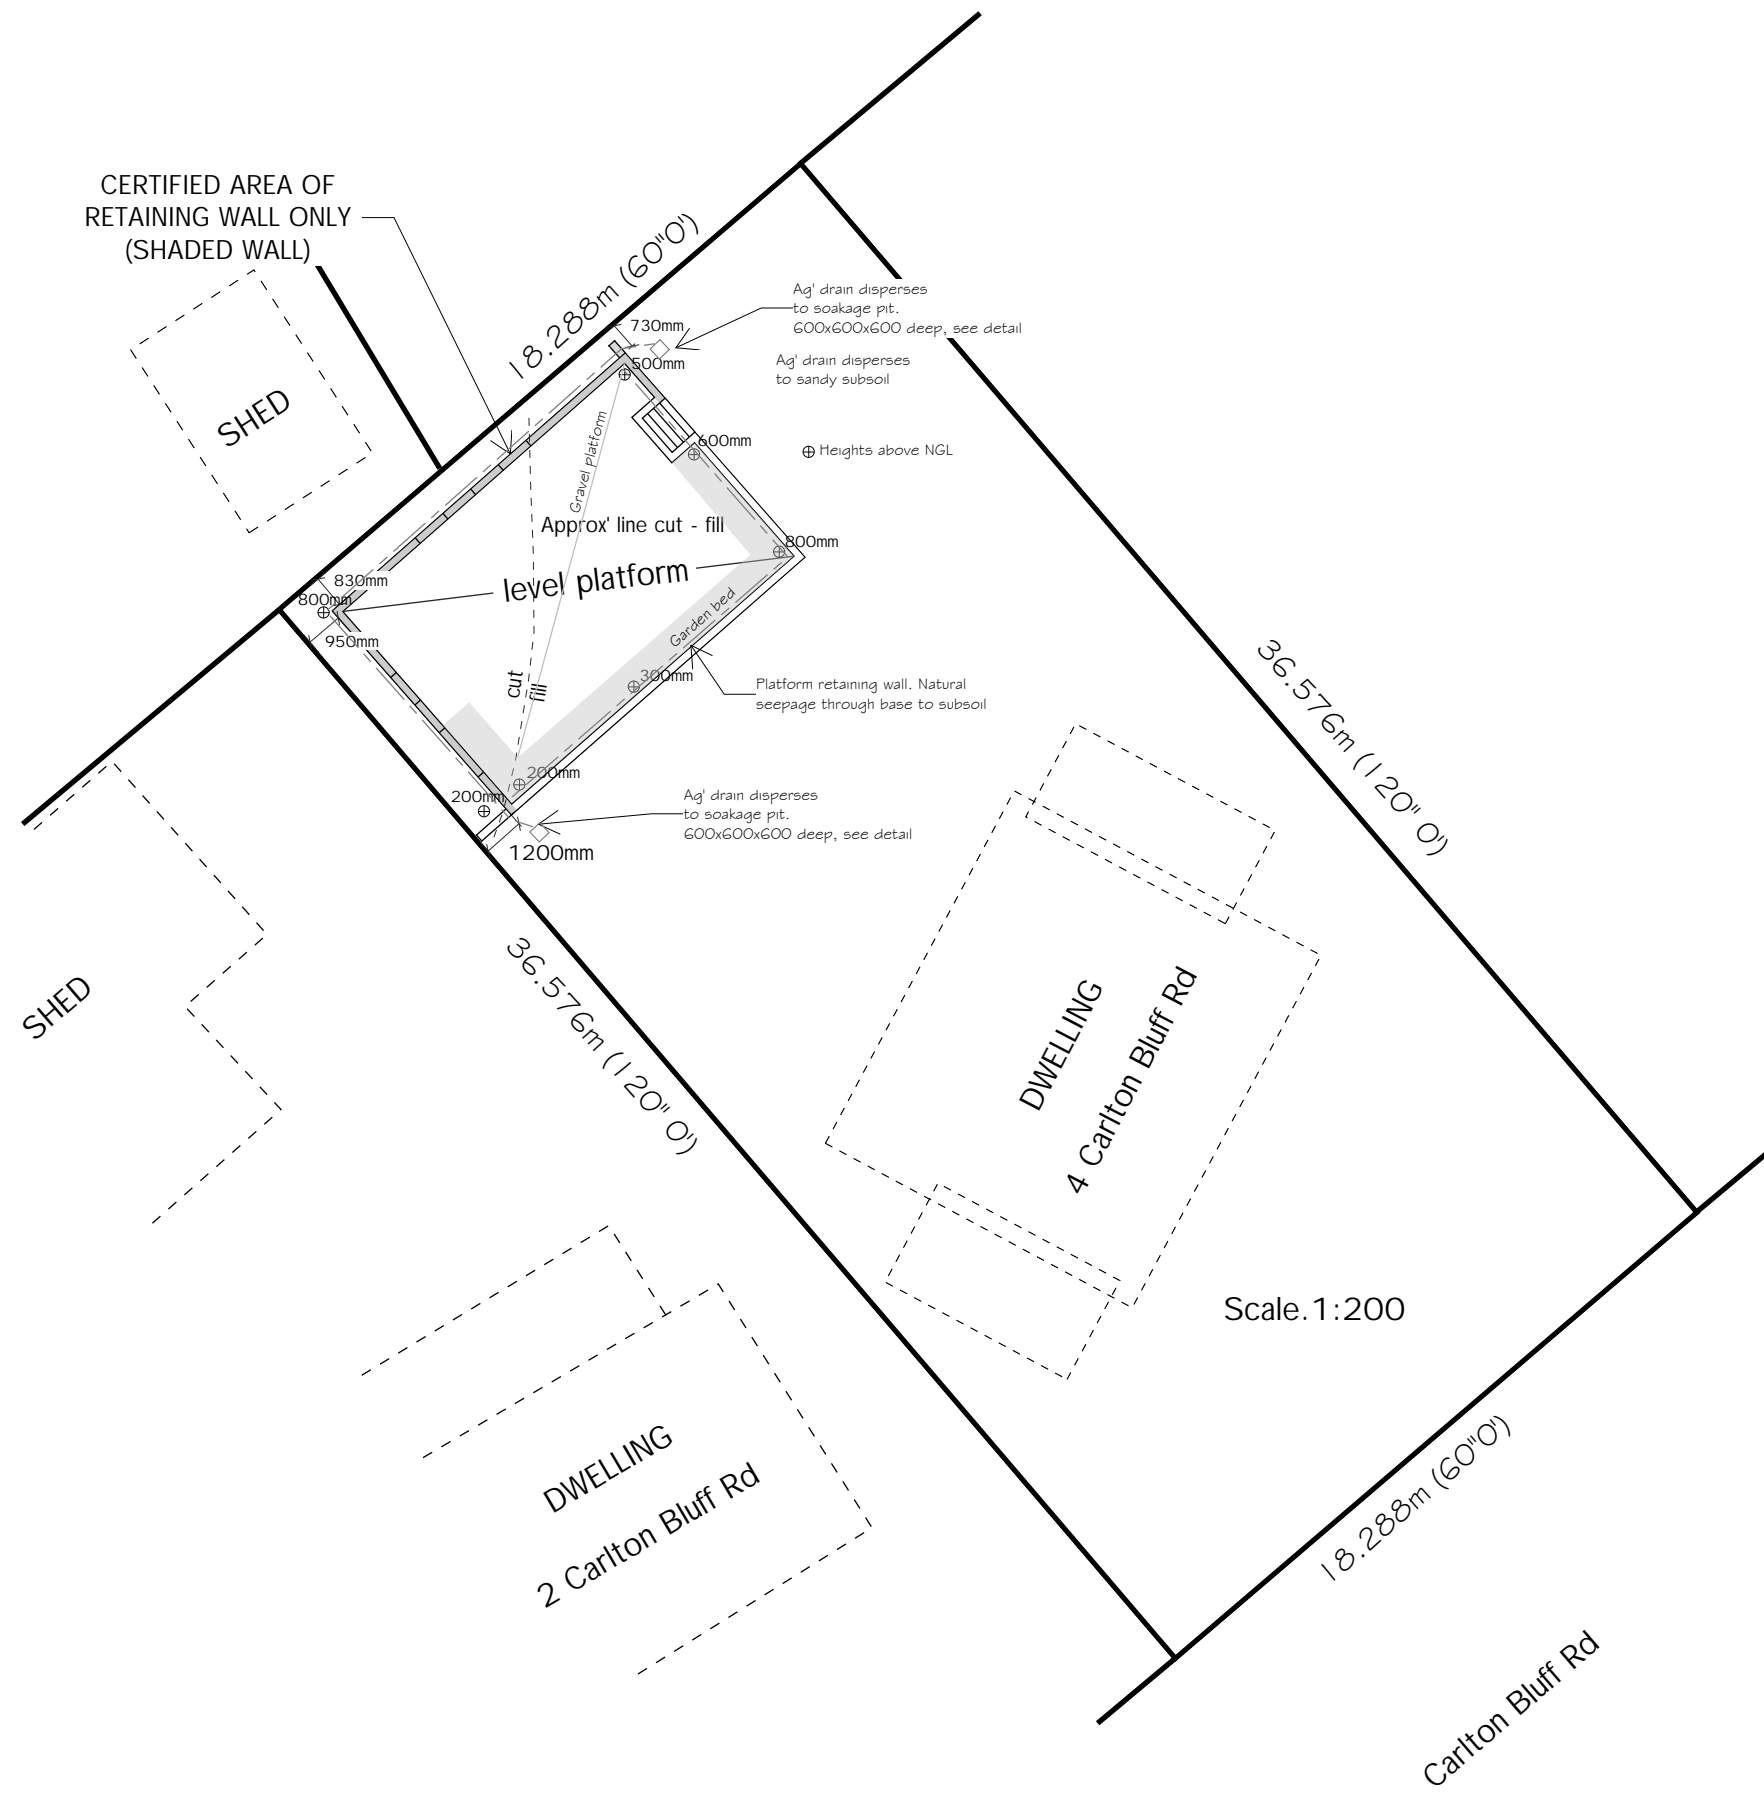 CERTIFIED AREA OF
RETAINING WALL ONLY
(SHADED WALL)
SHED
18.288m (60"0')
Ag' drain disperses
to soakage pit.
600x600x600 deep, see detail
730mm
500mm
Ag' drain disperses
to sandy subsoil
600mm
Heights above NGL
Gravel platform
Approx' line cut - fill
800mm
level platform
830mm
800mm
950mm
Garden bed
300mm
cut
fill
Platform retaining wall. Natural
seepage through base to subsoil
200mm
200mm
Ag' drain disperses
to soakage pit.
600x600x600 deep, see detail
1200mm
36.576m (120" 0')
36.576m (120" 0')
SHED
DWELLING
4 Carlton Bluff Rd
Scale.1:200
DWELLING
2 Carlton Bluff Rd
18.288m (60"0')
Carlton Bluff Rd